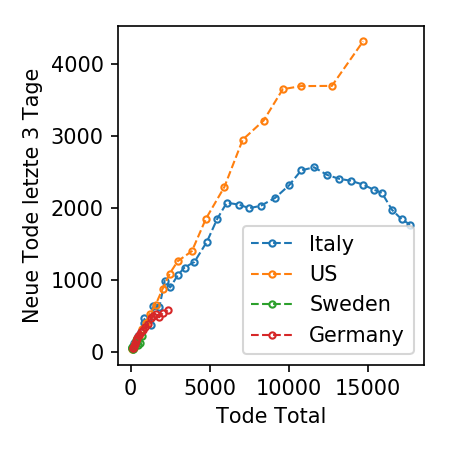 Neue Tode letzte 3 Tage
4000
3000
2000
1000
0
Italy
US
Sweden
Germany
0 5000 10000 15000
Tode Total